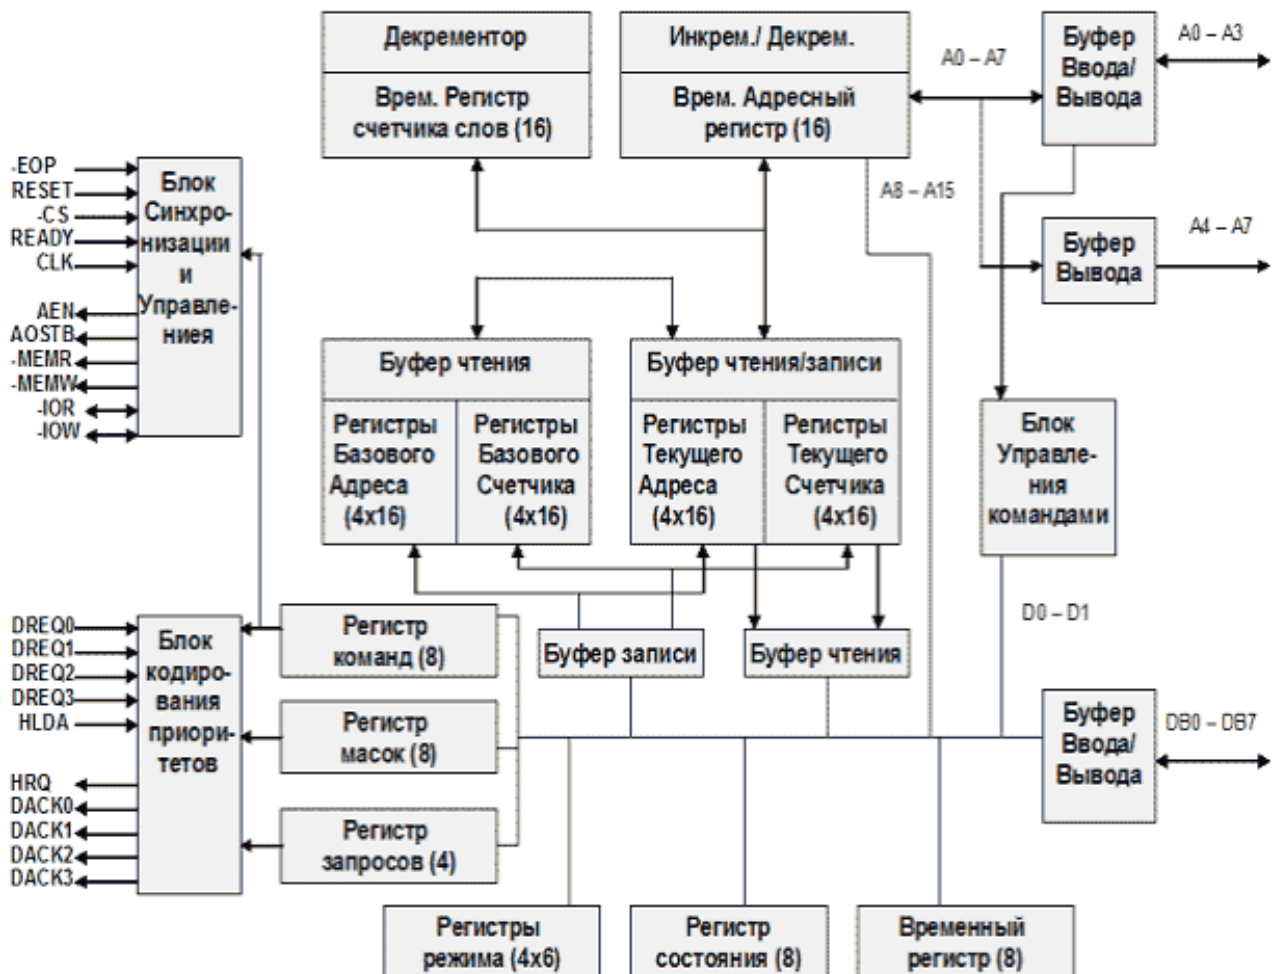 Декрементор
Врем. Регистр
счетчика слов (16)
Инкрем./ Декрем.
Врем. Адресный
регистр (16)
A0 – A7
Буфер
Ввода/
Вывода
A0 – A3
A8 – A15
Буфер
Вывода
A4 – A7
-EOP
RESET
-CS
READY
CLK
AEN
AOSTB
-MEMR
-MEMW
-IOR
-IOW
Блок
Синхро-
низации
и
Управле-
ниея
Буфер чтения
Регистры
Базового
Адреса
(4x16)
Регистры
Базового
Счетчика
(4x16)
Буфер чтения/записи
Регистры
Текущего
Адреса
(4x16)
Регистры
Текущего
Счетчика
(4x16)
Блок
Управле-
ния
командами
D0 – D1
DREQ0
DREQ1
DREQ2
DREQ3
HLDA
HRQ
DACK0
DACK1
DACK2
DACK3
Блок
кодиро-
вания
приори-
тетов
Регистр
команд (8)
Регистр
масок (8)
Регистр
запросов (4)
Буфер записи
Буфер чтения
Буфер
Ввода/
Вывода
DB0 – DB7
Регистры
режима (4x6)
Регистр
состояния (8)
Временный
регистр (8)